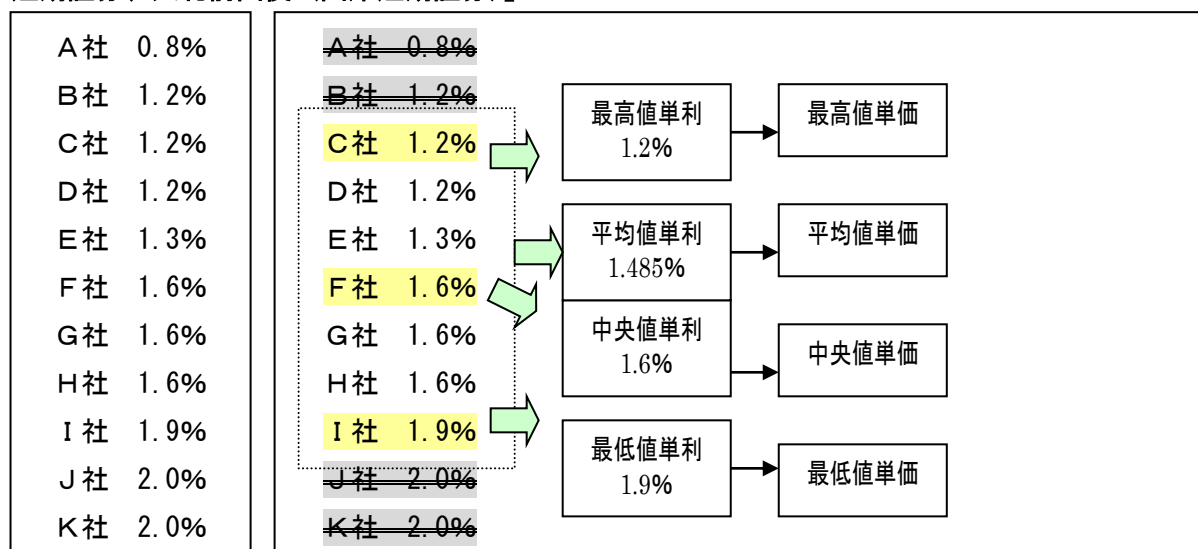 A社 0.8%
B社 1.2%
C社 1.2%
D社 1.2%
E社 1.3%
F社 1.6%
G社 1.6%
H社 1.6%
I社 1.9%
J社 2.0%
K社 2.0%
A社 0.8%
B社 1.2%
C社 1.2%
D社 1.2%
E社 1.3%
F社 1.6%
G社 1.6%
H社 1.6%
I社 1.9%
J社 2.0%
K社 2.0%
最高値単利
1.2%
最高値単価
平均値単利
1.485%
平均値単価
中央値単利
1.6%
中央値単価
最低値単利
1.9%
最低値単価